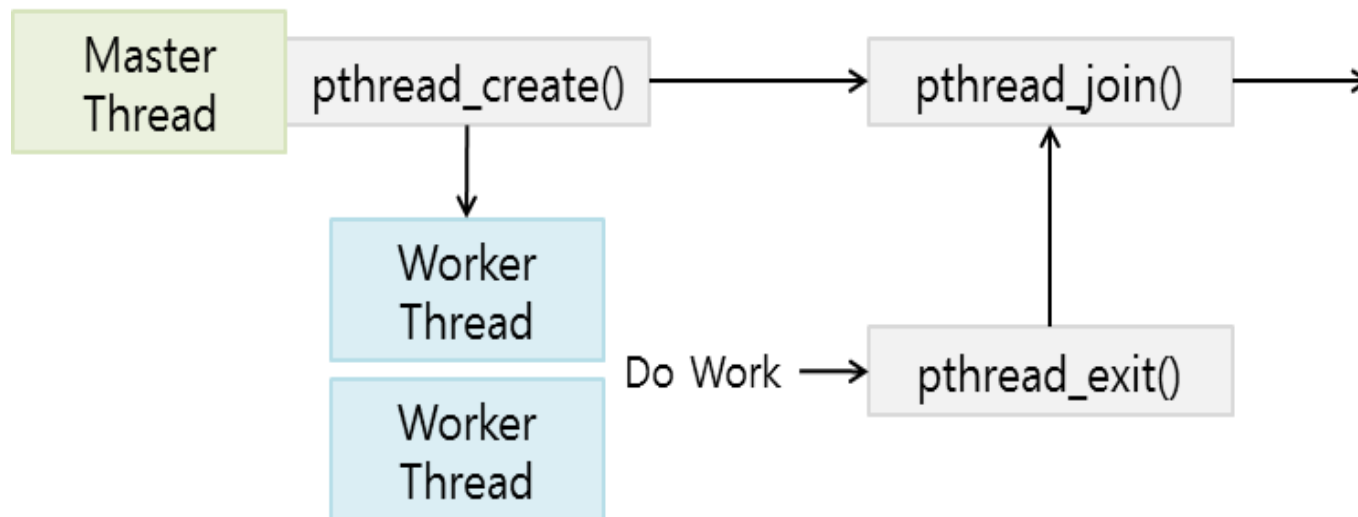 Master
Thread
pthread_create()
pthread_join()
Worker
Thread
Do Work
pthread_exit()
Worker
Thread